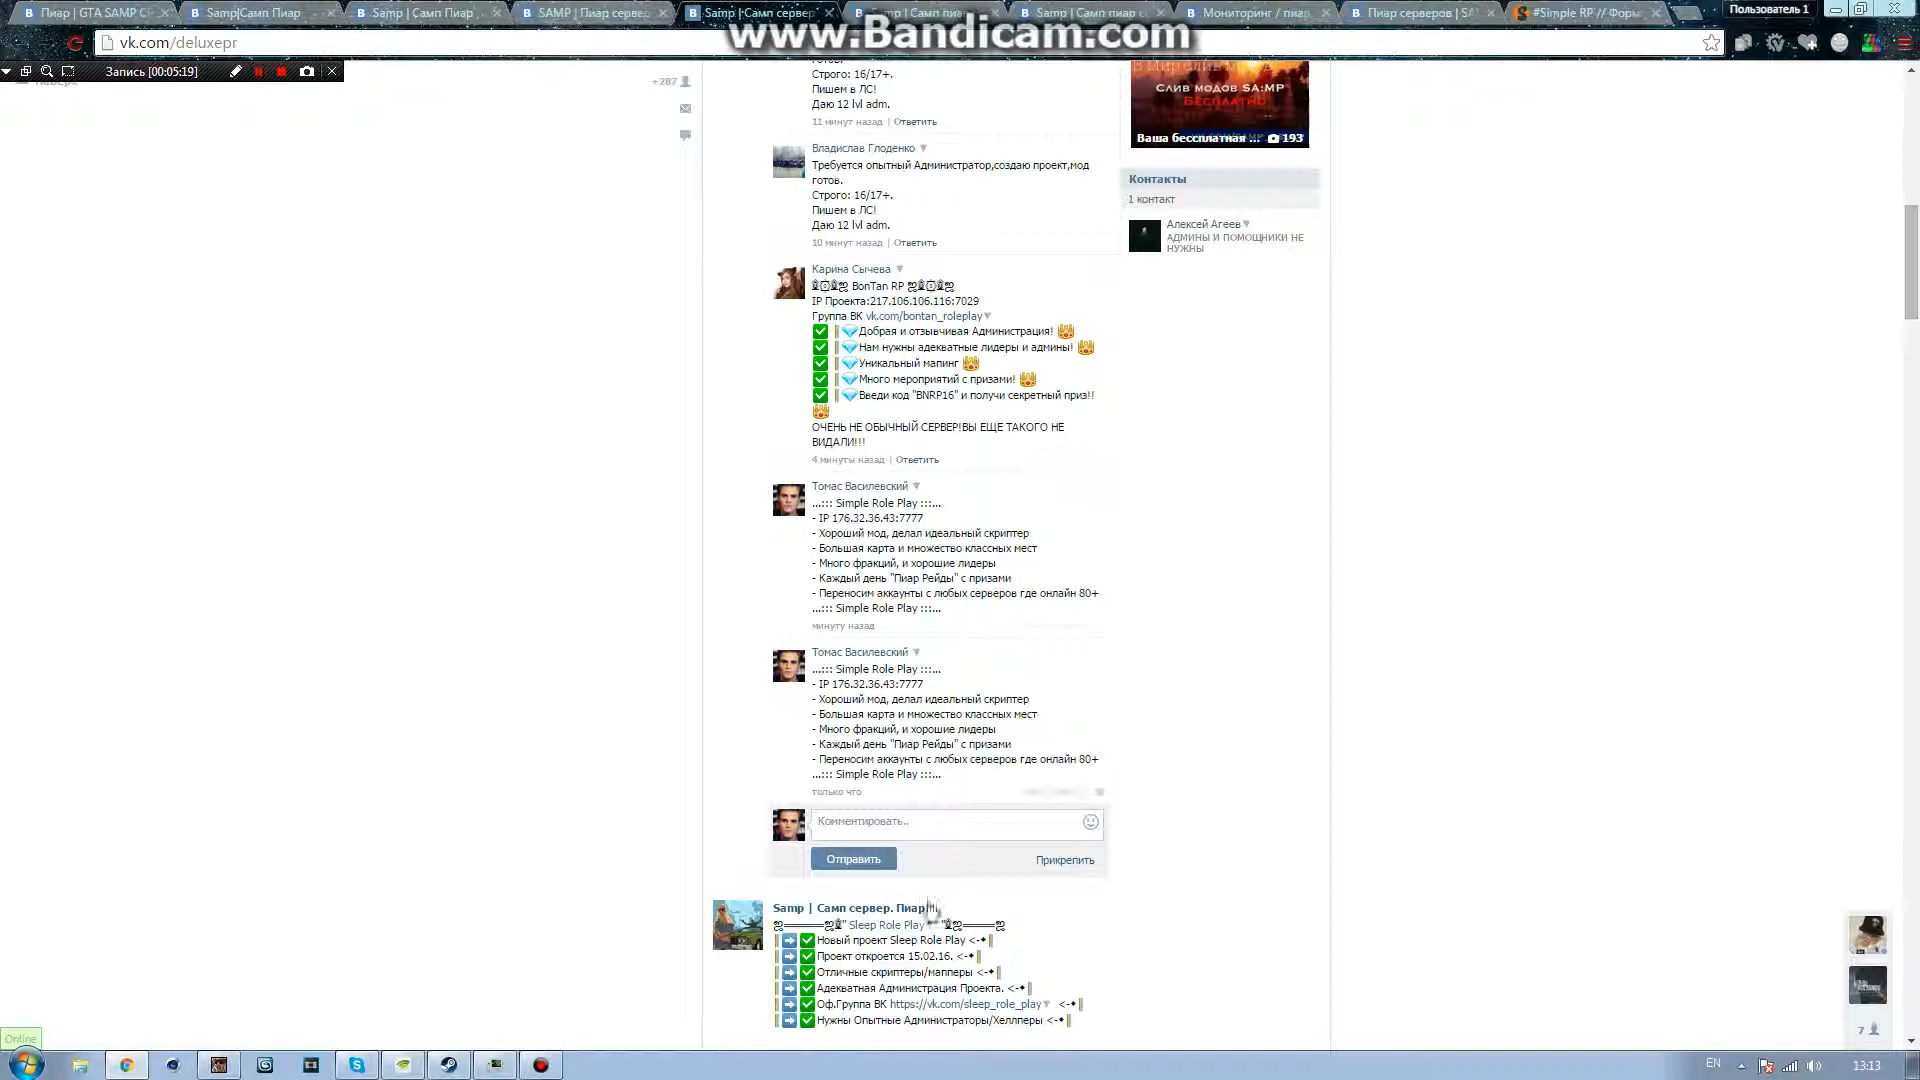 Пиар | GTA SAMP СЕ
Samp|Самп Пиар
Samp | Самп Пиар
SAMP | Пиар серве
Samp | Самп сервер
Samp | Самп пиар
Samp | Самп пиар с
Мониторинг / пиа
Пиар серверов | SA
#Simple RP // Фору
Пользователь 1
vk.com/deluxepr
www.Bandicam.com
Запись [00:05:19]
Наверх
+287
готов.
Строго: 16/17+.
Пишем в ЛС!
Даю 12 lvl adm.
11 минут назад | Ответить
Слив модов SA:MP
Бесплатно
Ваша бессплатная ... 193
Контакты
1 контакт
Алексей Агеев
АДМИНЫ И ПОМОЩНИКИ НЕ
НУЖНЫ
Владислав Глоденко
Требуется опытный Администратор,создаю проект,мод
готов.
Строго: 16/17+.
Пишем в ЛС!
Даю 12 lvl adm.
10 минут назад | Ответить
Карина Сычева
BonTan RP
IP Проекта:217.106.106.116:7029
Группа ВК vk.com/bontan_roleplay
Добрая и отзывчивая Администрация!
Нам нужны адекватные лидеры и админы!
Уникальный мапинг
Много мероприятий с призами!
Введи код "BNRP16" и получи секретный приз!!
ОЧЕНЬ НЕ ОБЫЧНЫЙ СЕРВЕР!ВЫ ЕЩЕ ТАКОГО НЕ
ВИДАЛИ!!!
4 минуты назад | Ответить
Томас Василевский
...::: Simple Role Play :::...
- IP 176.32.36.43:7777
- Хороший мод, делал идеальный скриптер
- Большая карта и множество классных мест
- Много фракций, и хорошие лидеры
- Каждый день "Пиар Рейды" с призами
- Переносим аккаунты с любых серверов где онлайн 80+
...::: Simple Role Play :::...
минуту назад
Томас Василевский
...::: Simple Role Play :::...
- IP 176.32.36.43:7777
- Хороший мод, делал идеальный скриптер
- Большая карта и множество классных мест
- Много фракций, и хорошие лидеры
- Каждый день "Пиар Рейды" с призами
- Переносим аккаунты с любых серверов где онлайн 80+
...::: Simple Role Play :::...
только что
Комментировать..
Отправить
Прикрепить
Samp | Самп сервер. Пиар
Sleep Role Play
Новый проект Sleep Role Play <-✦
Проект откроется 15.02.16. <-✦
Отличные скриптеры/мапперы <-✦
Адекватная Администрация Проекта. <-✦
Оф.Группа ВК https://vk.com/sleep_role_play <-✦
Нужны Опытные Администраторы/Хеллперы <-✦
7
Online
EN
13:13